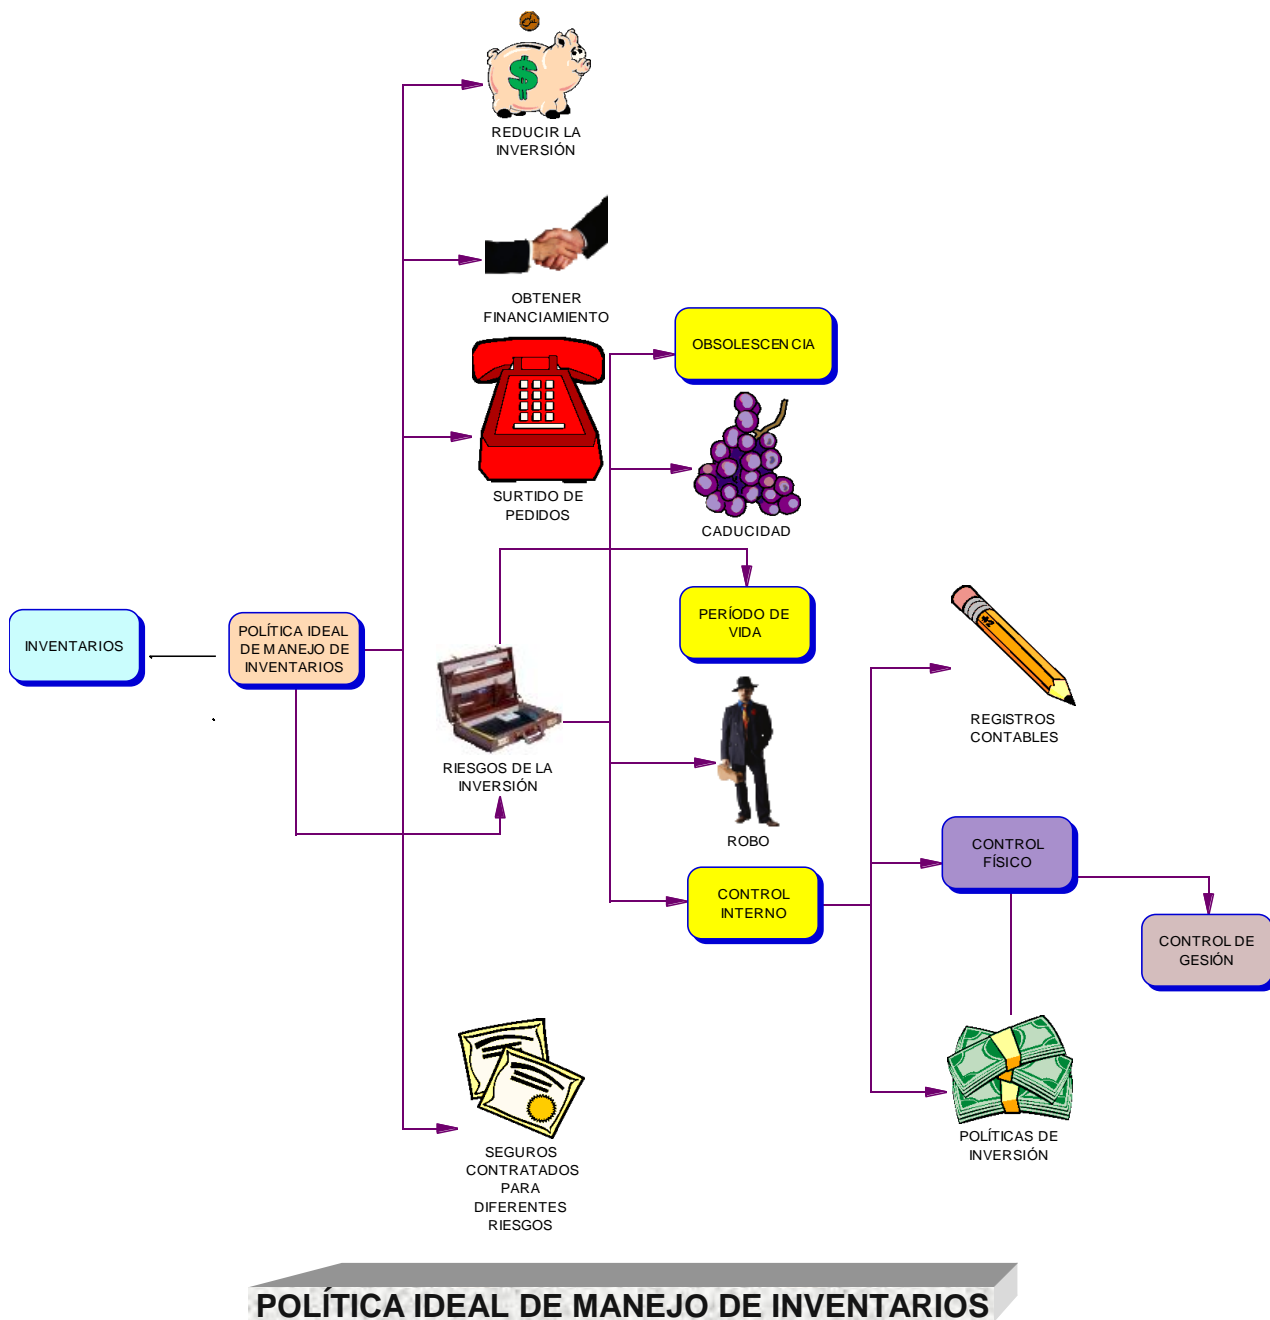 REDUCIR LA
INVERSIÓN
OBTENER
FINANCIAMIENTO
OBSOLESCENCIA
SURTIDO DE
PEDIDOS
CADUCIDAD
PERÍODO DE
VIDA
INVENTARIOS
POLÍTICA IDEAL
DE MANEJO DE
INVENTARIOS
RIESGOS DE LA
INVERSIÓN
REGISTROS
CONTABLES
ROBO
CONTROL
FÍSICO
CONTROL
INTERNO
CONTROL DE
GESIÓN
POLÍTICAS DE
INVERSIÓN
SEGUROS
CONTRATADOS
PARA
DIFERENTES
RIESGOS
POLÍTICA IDEAL DE MANEJO DE INVENTARIOS